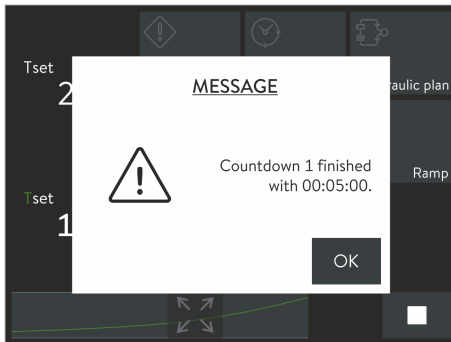 Tset
2
MESSAGE
raulic plan
Countdown 1 finished
with 00:05:00.
Ramp
Tset
1
OK